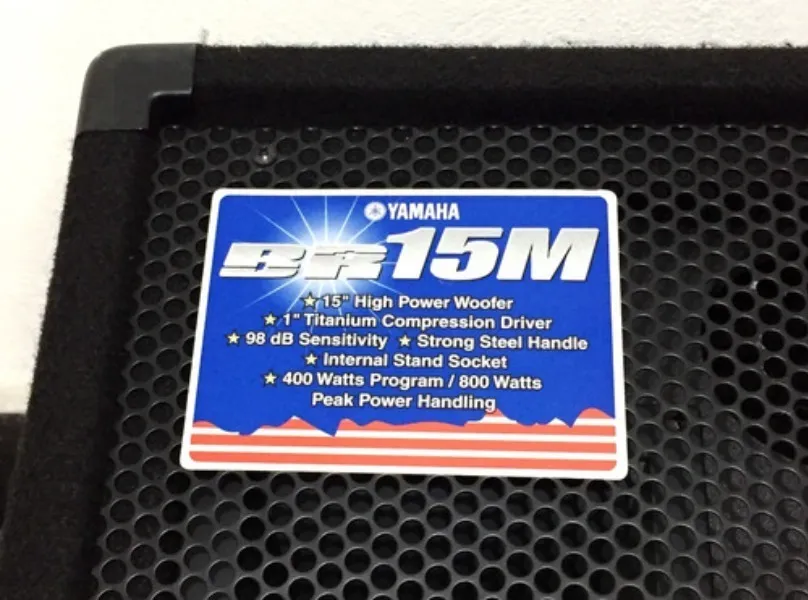 YAMAHA
BR15M
★ 15" High Power Woofer
★ 1" Titanium Compression Driver
★ 98 dB Sensitivity ★ Strong Steel Handle
★ Internal Stand Socket
★ 400 Watts Program / 800 Watts
Peak Power Handling